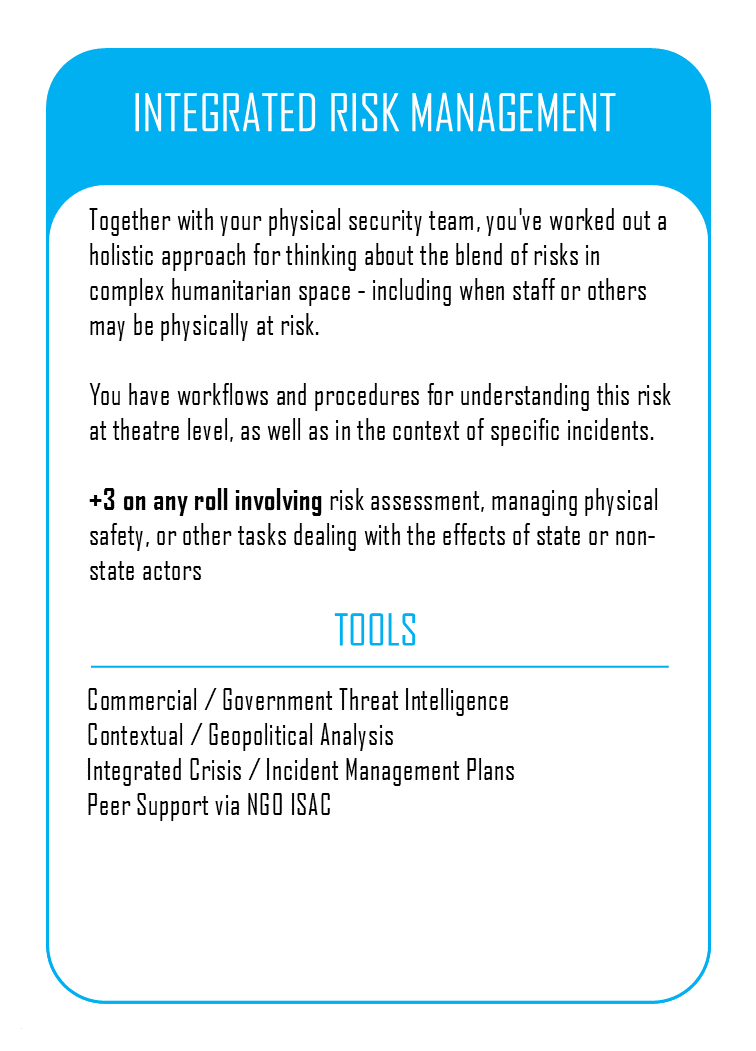 INTEGRATED RISK MANAGEMENT
Together with your physical security team, you've worked out a
holistic approach for thinking about the blend of risks in
complex humanitarian space - including when staff or others
may be physically at risk.
You have workflows and procedures for understanding this risk
at theatre level, as well as in the context of specific incidents.
+3 on any roll involving risk assessment, managing physical
safety, or other tasks dealing with the effects of state or non-
state actors
TOOLS
Commercial / Government Threat Intelligence
Contextual / Geopolitical Analysis
Integrated Crisis / Incident Management Plans
Peer Support via NGO ISAC